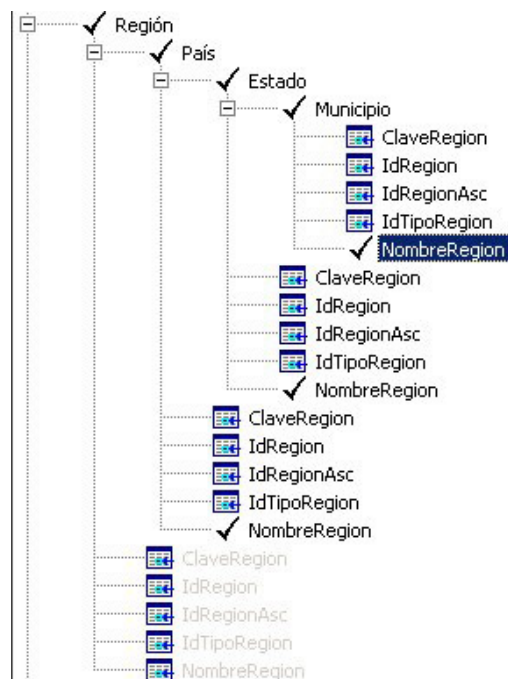 Región
País
Estado
Municipio
ClaveRegion
IdRegion
IdRegionAsc
IdTipoRegion
NombreRegion
ClaveRegion
IdRegion
IdRegionAsc
IdTipoRegion
NombreRegion
ClaveRegion
IdRegion
IdRegionAsc
IdTipoRegion
NombreRegion
ClaveRegion
IdRegion
IdRegionAsc
IdTipoRegion
NombreRegion